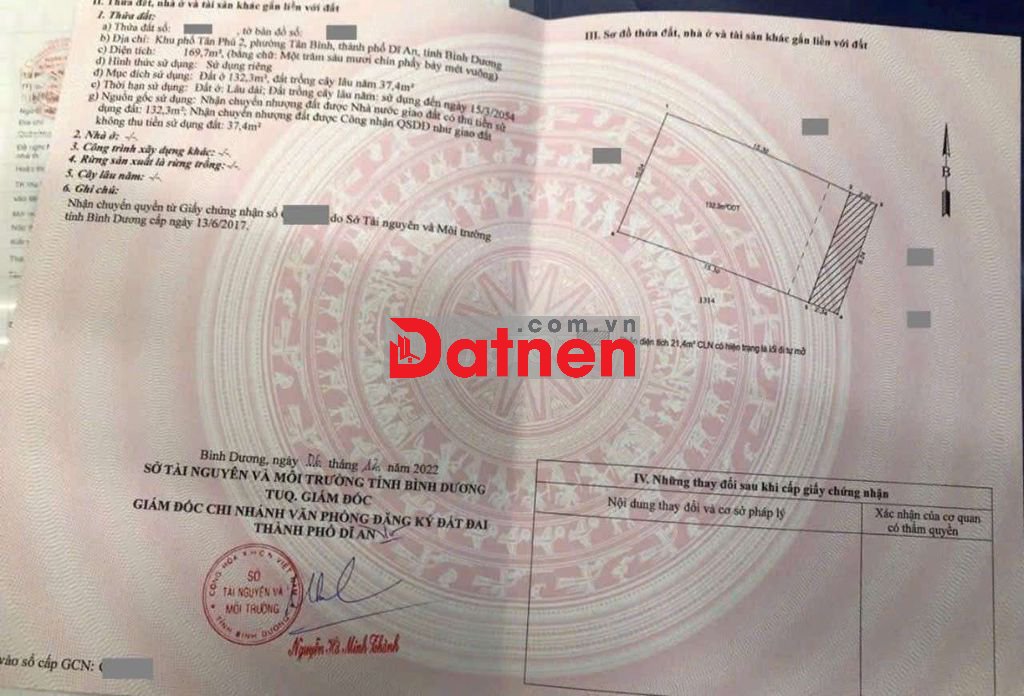 II. Thửa đất, nhà ở và tài sản khác gắn liền với đất
1. Thửa đất:
a) Thửa đất số: , tờ bản đồ số:
b) Địa chỉ: Khu phố Tân Phú 2, phường Tân Bình, thành phố Dĩ An, tỉnh Bình Dương
c) Diện tích: 169,7m², (bằng chữ: Một trăm sáu mươi chín phẩy bảy mét vuông)
d) Hình thức sử dụng: Sử dụng riêng
đ) Mục đích sử dụng: Đất ở 132,3m², đất trồng cây lâu năm 37,4m²
e) Thời hạn sử dụng: Đất ở: Lâu dài; Đất trồng cây lâu năm: sử dụng đến ngày 15/3/2054
g) Nguồn gốc sử dụng: Nhận chuyển nhượng đất được Nhà nước giao đất có thu tiền sử
dụng đất: 132,3m²; Nhận chuyển nhượng đất được Công nhận QSDĐ như giao đất
không thu tiền sử dụng đất: 37,4m²
2. Nhà ở: -/-
3. Công trình xây dựng khác: -/-
4. Rừng sản xuất là rừng trồng: -/-
5. Cây lâu năm: -/-
6. Ghi chú:
Nhận chuyển quyền từ Giấy chứng nhận số do Sở Tài nguyên và Môi trường
tỉnh Bình Dương cấp ngày 13/6/2017.
III. Sơ đồ thửa đất, nhà ở và tài sản khác gắn liền với đất
B
1314
diện tích 21,4m² CLN có hiện trạng là lối đi tự mở
Datnen
.com.vn
Bình Dương, ngày 06 tháng 12 năm 2022
SỞ TÀI NGUYÊN VÀ MÔI TRƯỜNG TỈNH BÌNH DƯƠNG
TUQ. GIÁM ĐỐC
GIÁM ĐỐC CHI NHÁNH VĂN PHÒNG ĐĂNG KÝ ĐẤT ĐAI
THÀNH PHỐ DĨ AN
CỘNG HÒA XHCN VIỆT NAM
SỞ
TÀI NGUYÊN VÀ
MÔI TRƯỜNG
TỈNH BÌNH DƯƠNG
Nguyễn Hà Minh Thành
vào sổ cấp GCN:
IV. Những thay đổi sau khi cấp giấy chứng nhận
Nội dung thay đổi và cơ sở pháp lý
Xác nhận của cơ quan
có thẩm quyền